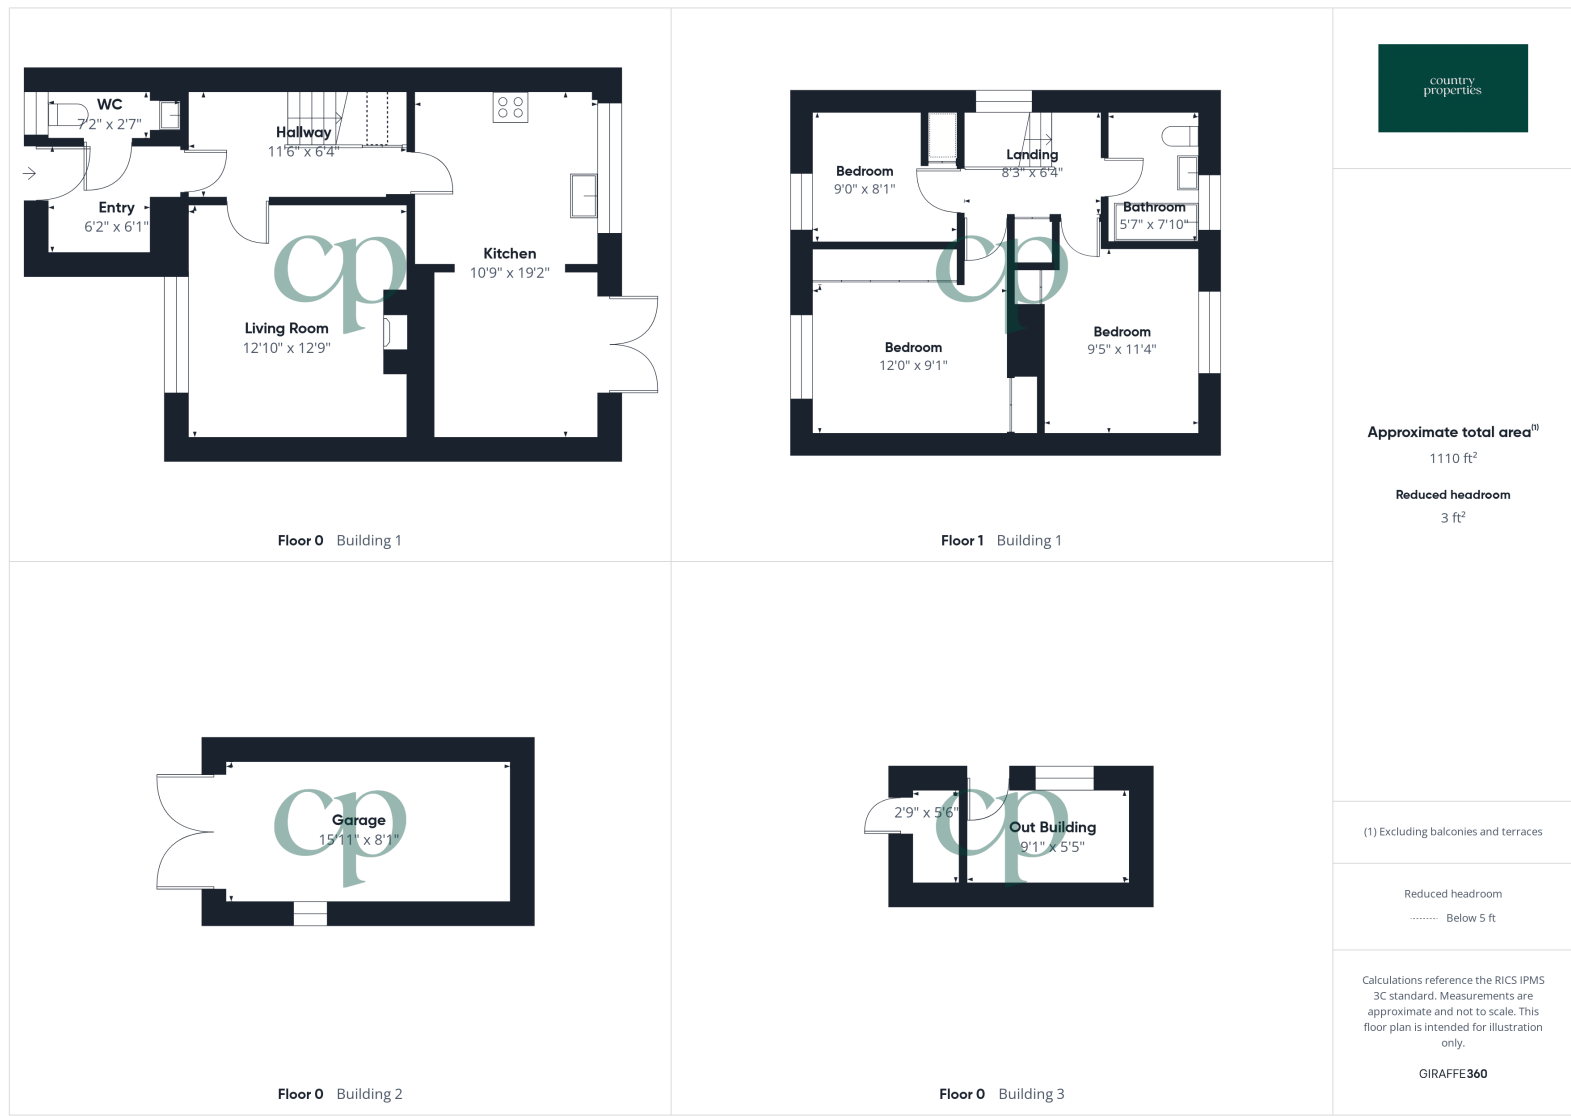 WC
7'2" x 2'7"
Hallway
11'6" x 6'4"
Entry
6'2" x 6'1"
Kitchen
10'9" x 19'2"
cp
Living Room
12'10" x 12'9"
Floor 0 Building 1
Bedroom
9'0" x 8'1"
Landing
8'3" x 6'4"
Bathroom
5'7" x 7'10"
cp
Bedroom
12'0" x 9'1"
Bedroom
9'5" x 11'4"
Floor 1 Building 1
cp
Garage
15'11" x 8'1"
Floor 0 Building 2
cp
2'9" x 5'6"
Out Building
9'1" x 5'5"
Floor 0 Building 3
country
properties
Approximate total area(1)
1110 ft²
Reduced headroom
3 ft²
(1) Excluding balconies and terraces
Reduced headroom
Below 5 ft
Calculations reference the RICS IPMS
3C standard. Measurements are
approximate and not to scale. This
floor plan is intended for illustration
only.
GIRAFFE360